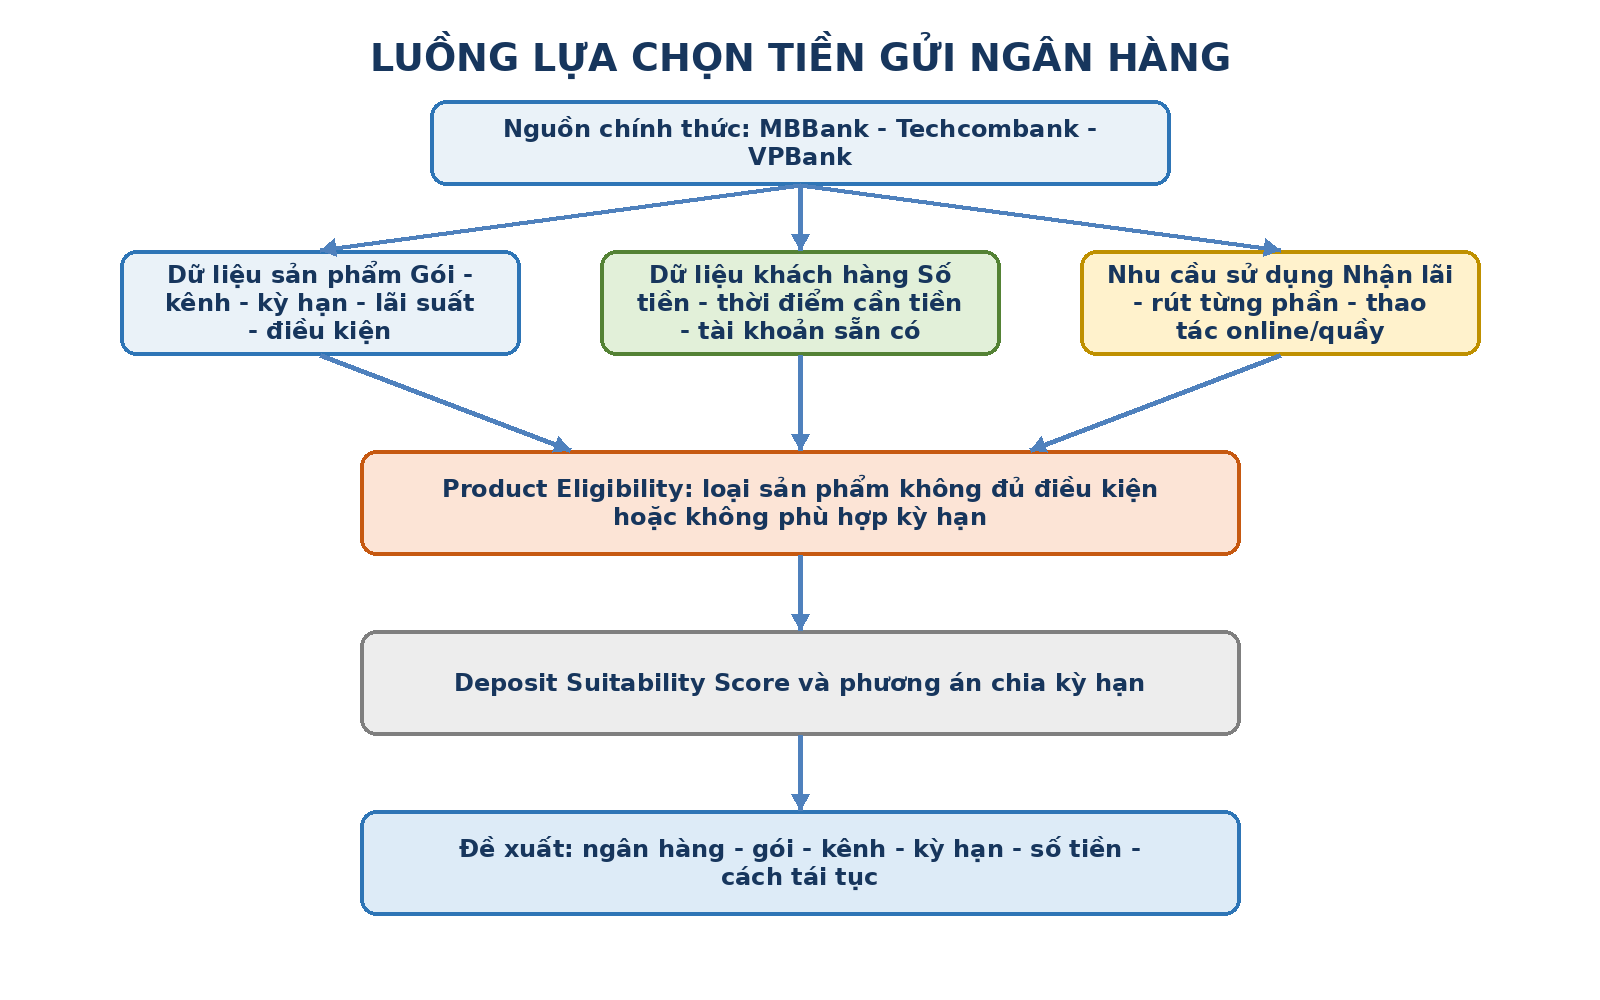 LUỒNG LỰA CHỌN TIỀN GỬI NGÂN HÀNG
Nguồn chính thức: MBBank - Techcombank -
VPBank
Dữ liệu sản phẩm Gói -
kênh - kỳ hạn - lãi suất
- điều kiện
Dữ liệu khách hàng Số
tiền - thời điểm cần tiền
- tài khoản sẵn có
Nhu cầu sử dụng Nhận lãi
- rút từng phần - thao
tác online/quầy
Product Eligibility: loại sản phẩm không đủ điều kiện
hoặc không phù hợp kỳ hạn
Deposit Suitability Score và phương án chia kỳ hạn
Đề xuất: ngân hàng - gói - kênh - kỳ hạn - số tiền -
cách tái tục